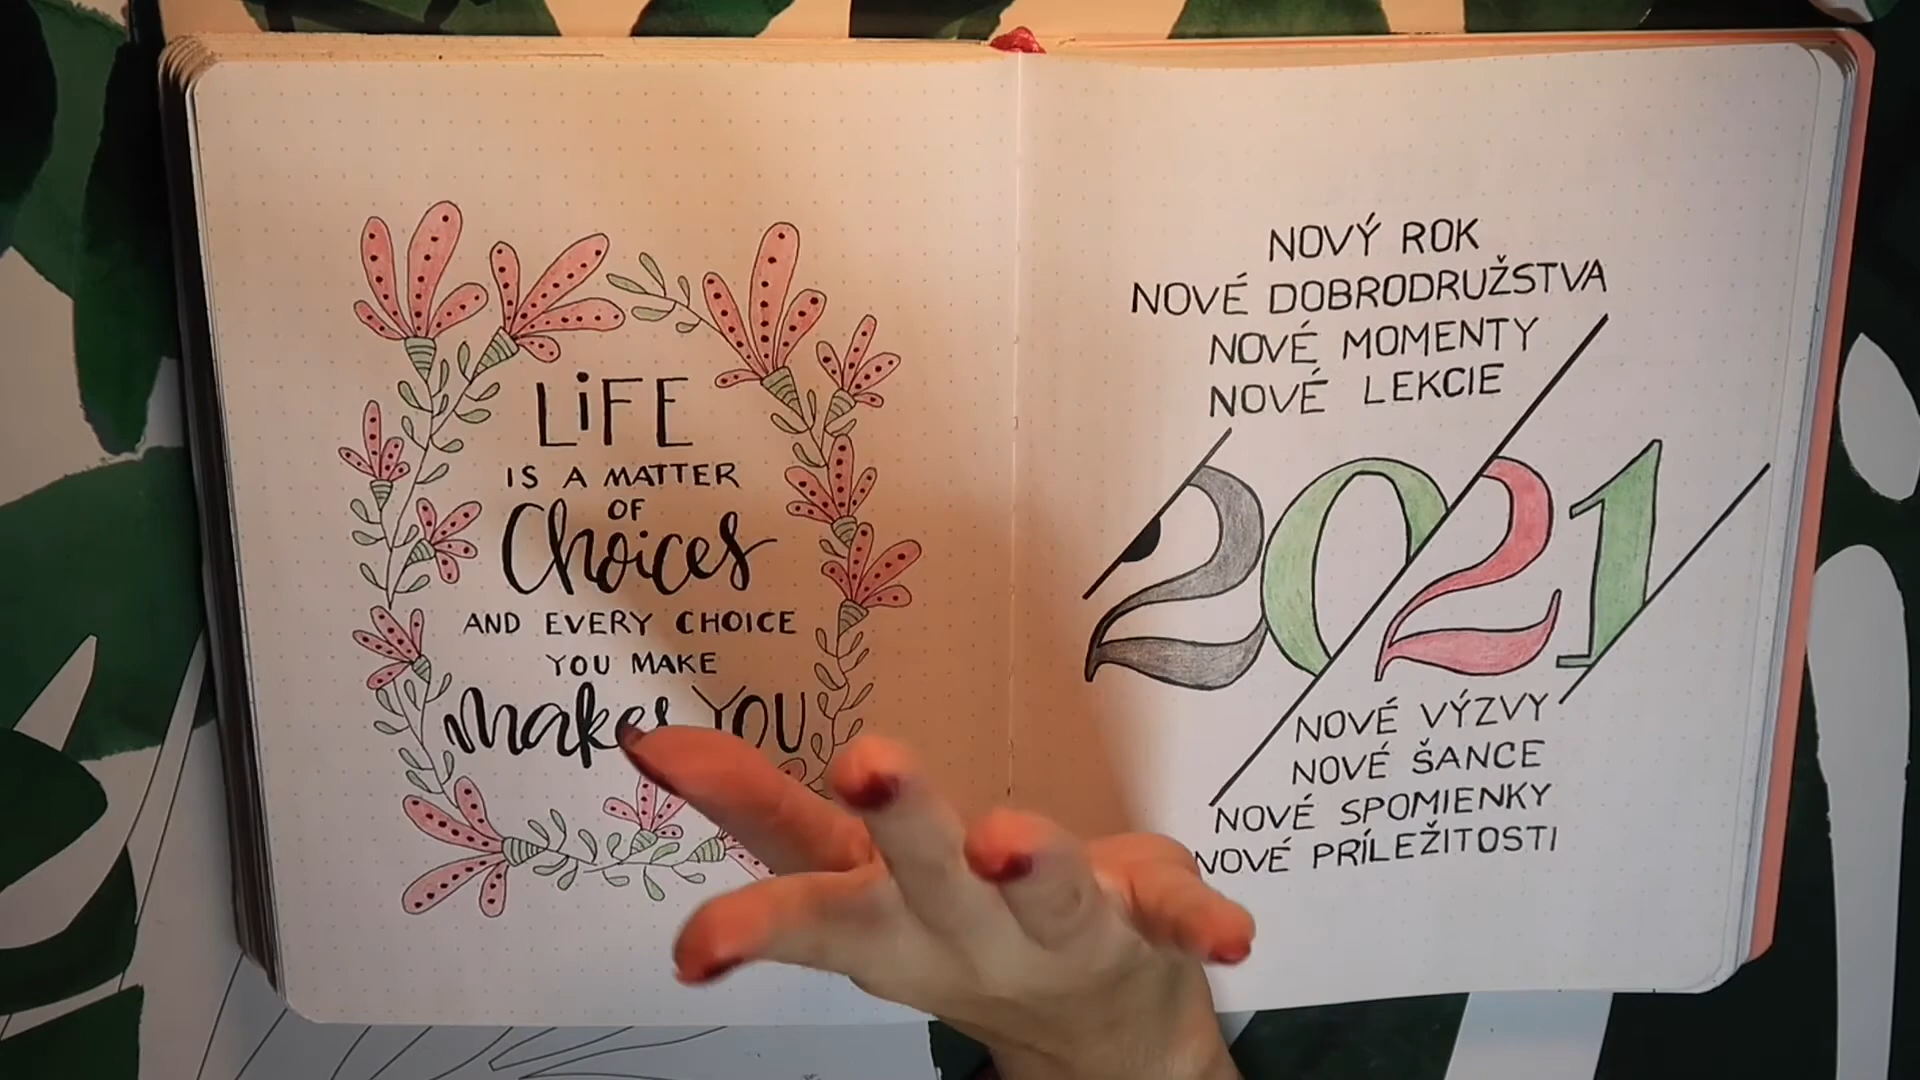 LiFE
IS A MATTER
OF
Choices
AND EVERY CHOICE
YOU MAKE
makes YOU
NOVÝ ROK
NOVÉ DOBRODRUŽSTVA
NOVÉ MOMENTY
NOVÉ LEKCIE
2021
NOVÉ VÝZVY
NOVÉ ŠANCE
NOVÉ SPOMIENKY
NOVÉ PRÍLEŽITOSTI